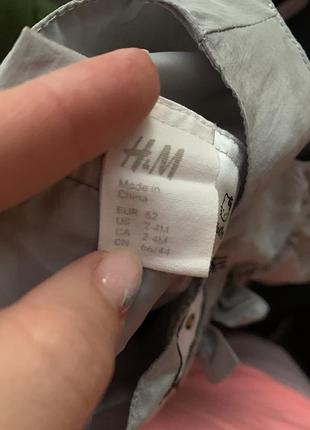 H&M
Made in
China
EUR 62
US 2-4M
CA 2-4M
CN 66/44